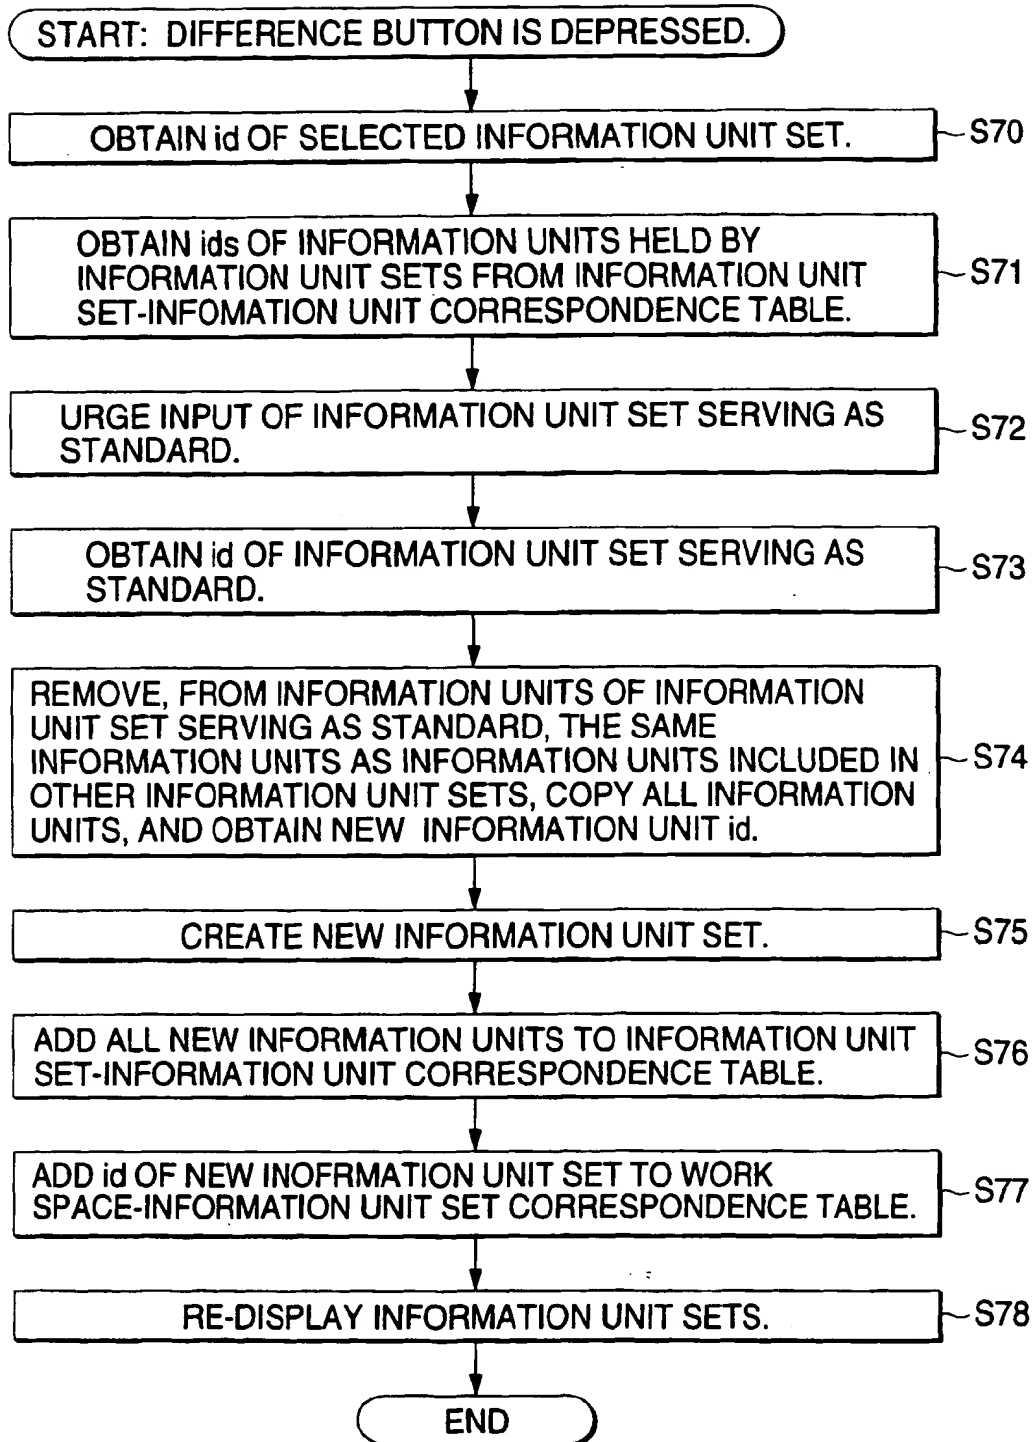 START: DIFFERENCE BUTTON IS DEPRESSED.
OBTAIN id OF SELECTED INFORMATION UNIT SET.
S70
OBTAIN ids OF INFORMATION UNITS HELD BY
INFORMATION UNIT SETS FROM INFORMATION UNIT
SET-INFOMATION UNIT CORRESPONDENCE TABLE.
S71
URGE INPUT OF INFORMATION UNIT SET SERVING AS
STANDARD.
S72
OBTAIN id OF INFORMATION UNIT SET SERVING AS
STANDARD.
S73
REMOVE, FROM INFORMATION UNITS OF INFORMATION
UNIT SET SERVING AS STANDARD, THE SAME
INFORMATION UNITS AS INFORMATION UNITS INCLUDED IN
OTHER INFORMATION UNIT SETS, COPY ALL INFORMATION
UNITS, AND OBTAIN NEW INFORMATION UNIT id.
S74
CREATE NEW INFORMATION UNIT SET.
S75
ADD ALL NEW INFORMATION UNITS TO INFORMATION UNIT
SET-INFORMATION UNIT CORRESPONDENCE TABLE.
S76
ADD id OF NEW INOFRMATION UNIT SET TO WORK
SPACE-INFORMATION UNIT SET CORRESPONDENCE TABLE.
S77
RE-DISPLAY INFORMATION UNIT SETS.
S78
END